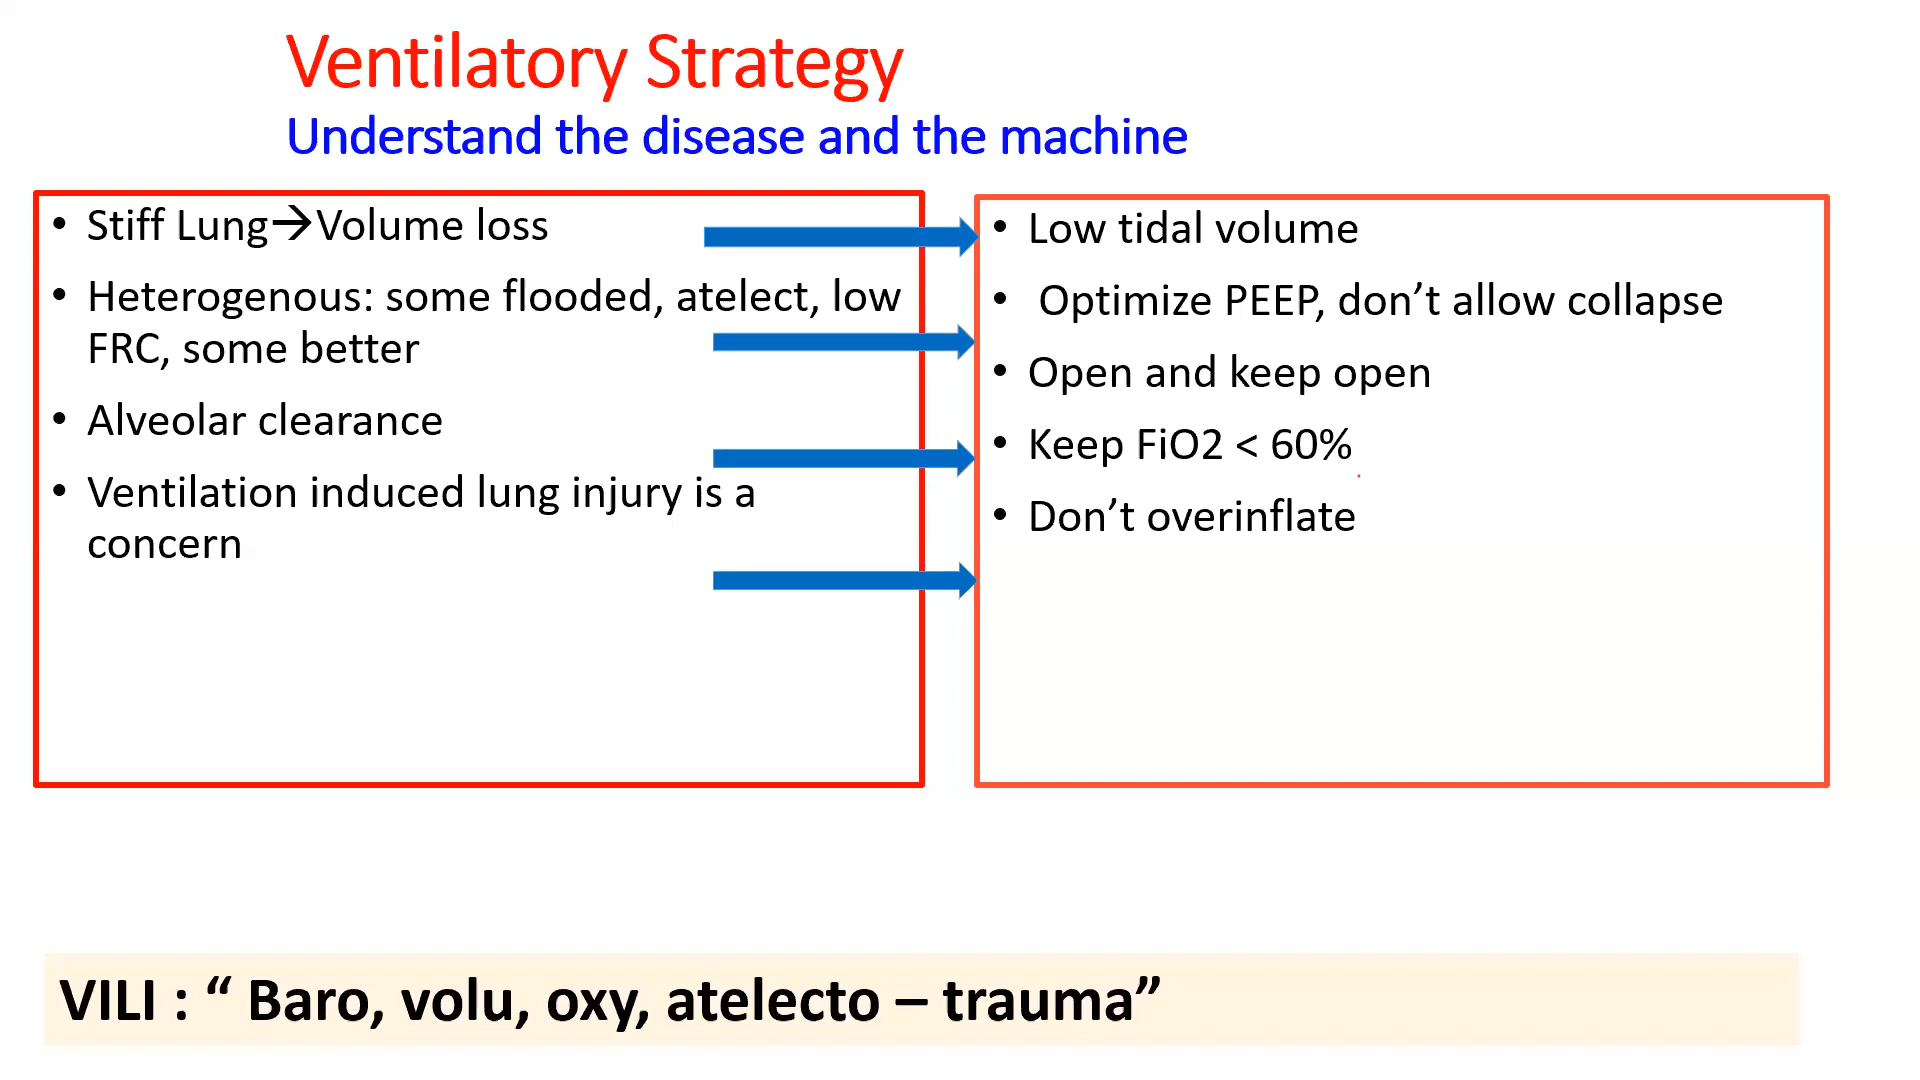 Ventilatory Strategy
Understand the disease and the machine
• Stiff Lung→Volume loss
• Heterogenous: some flooded, atelect, low
FRC, some better
• Alveolar clearance
• Ventilation induced lung injury is a
concern
• Low tidal volume
• Optimize PEEP, don’t allow collapse
• Open and keep open
• Keep FiO2 < 60%
• Don’t overinflate
VILI : “ Baro, volu, oxy, atelecto – trauma”